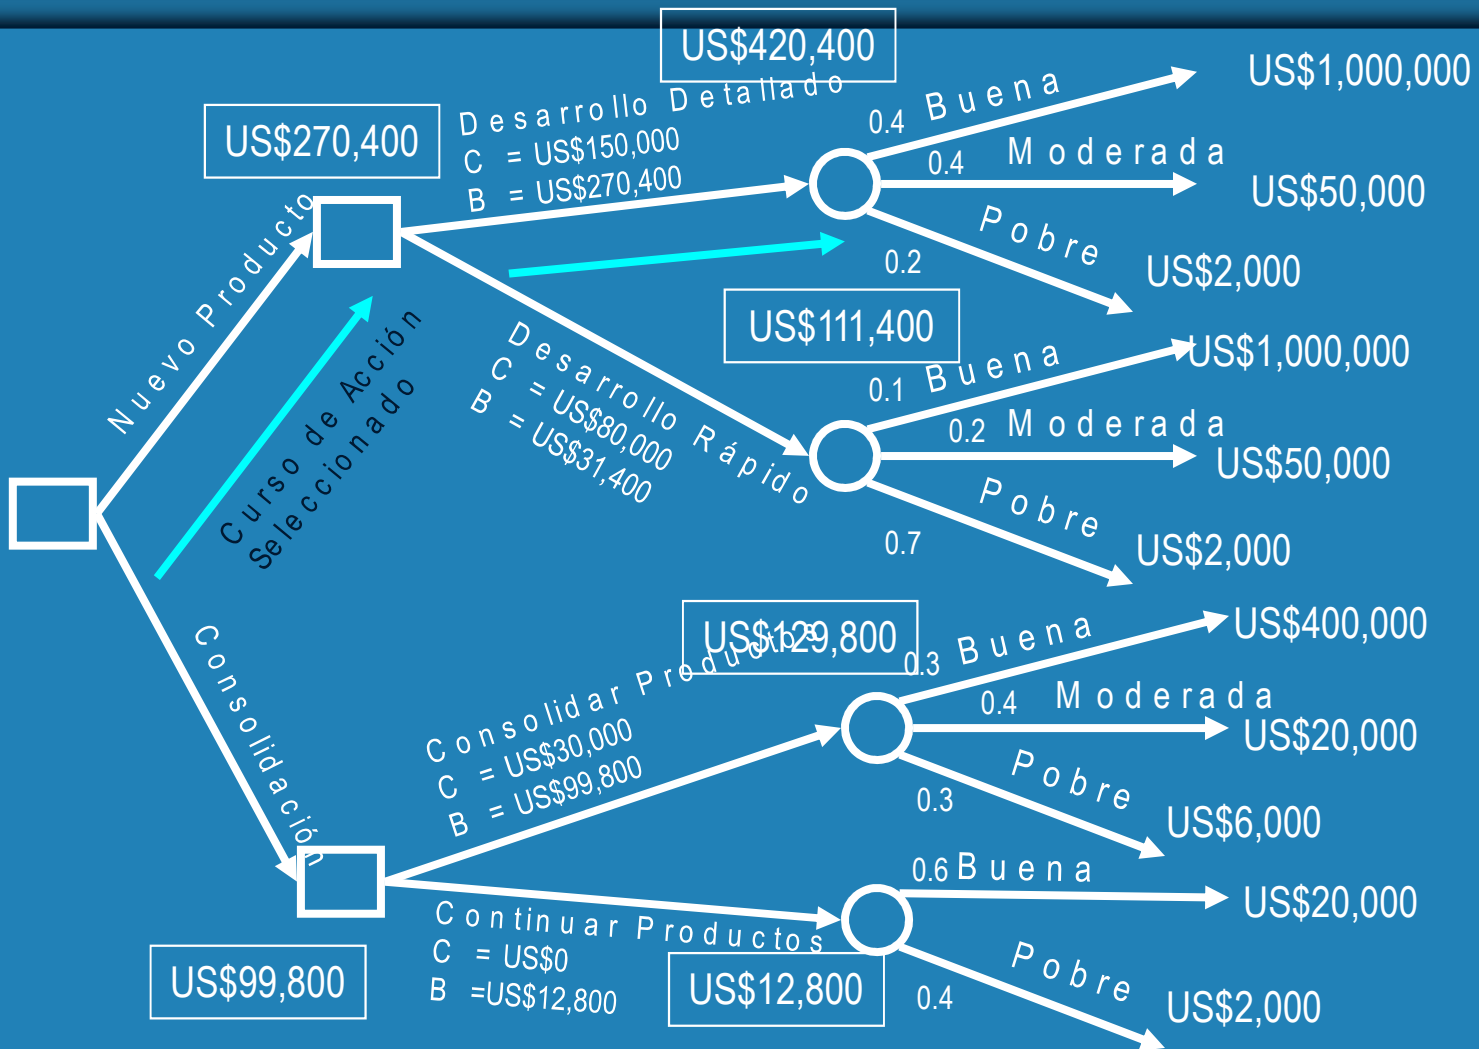 US$420,400
US$1,000,000
US$270,400
Desarrollo Detallado
C = US$150,000
B = US$270,400
0.4 Buena
0.4 Moderada
US$50,000
Pobre
0.2
US$2,000
Nuevo Producto
US$111,400
US$1,000,000
Desarrollo Rápido
C = US$80,000
B = US$31,400
0.1 Buena
0.2 Moderada
US$50,000
Pobre
0.7
US$2,000
Curso de Acción
Seleccionado
Consolidación
US$129,800
US$400,000
Consolidar Productos
C = US$30,000
B = US$99,800
0.3 Buena
0.4 Moderada
US$20,000
Pobre
0.3
US$6,000
0.6 Buena
US$20,000
Continuar Productos
C = US$0
B =US$12,800
US$99,800
US$12,800
Pobre
0.4
US$2,000